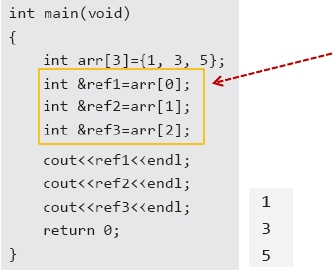 int main(void)
{
int arr[3]={1, 3, 5};
int &ref1=arr[0];
int &ref2=arr[1];
int &ref3=arr[2];
cout<<ref1<<endl;
cout<<ref2<<endl;
cout<<ref3<<endl;
return 0;
}
1
3
5